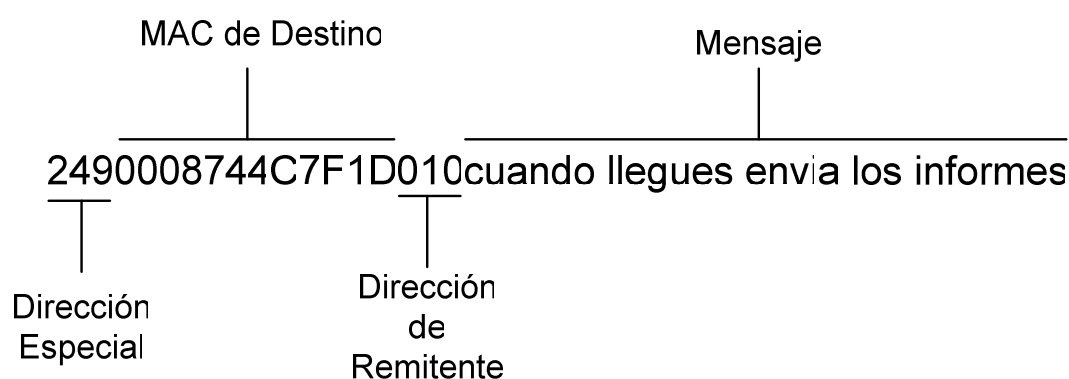 MAC de Destino
Mensaje
2490008744C7F1D010cuando llegues envia los informes
Dirección
Especial
Dirección
de
Remitente